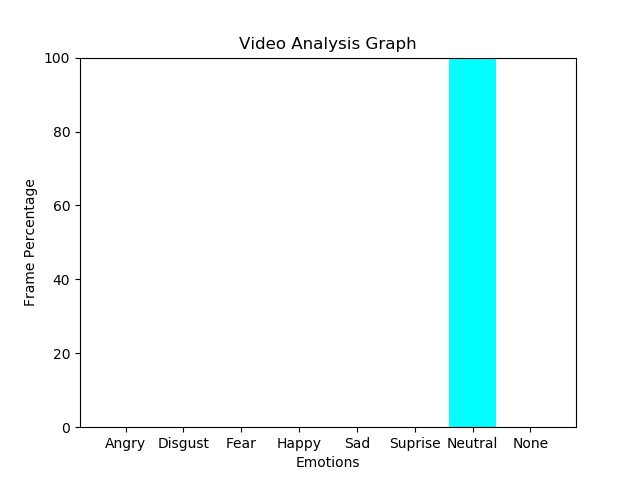 Video Analysis Graph
100
80
60
40
20
0
Frame Percentage
Angry Disgust Fear Happy Sad Suprise Neutral None
Emotions